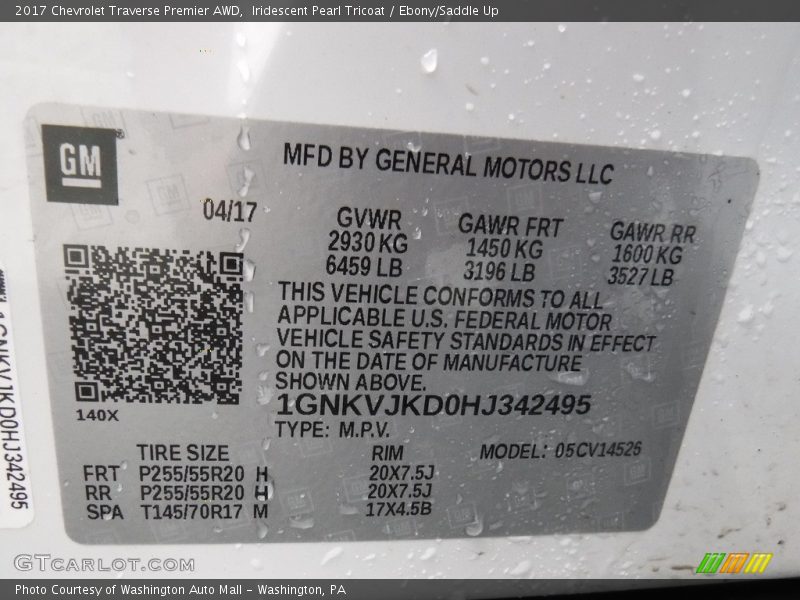 2017 Chevrolet Traverse Premier AWD, Iridescent Pearl Tricoat / Ebony/Saddle Up
GM
MFD BY GENERAL MOTORS LLC
04/17
GVWR GAWR FRT GAWR RR
2930 KG 1450 KG 1600 KG
6459 LB 3196 LB 3527 LB
THIS VEHICLE CONFORMS TO ALL
APPLICABLE U.S. FEDERAL MOTOR
VEHICLE SAFETY STANDARDS IN EFFECT
ON THE DATE OF MANUFACTURE
SHOWN ABOVE.
140X
1GNKVJKD0HJ342495
TYPE: M.P.V.
TIRE SIZE RIM MODEL: 05CV14526
FRT P255/55R20 H 20X7.5J
RR P255/55R20 H 20X7.5J
SPA T145/70R17 M 17X4.5B
1GNKVJKD0HJ342495
GTCARLOT.COM
Photo Courtesy of Washington Auto Mall – Washington, PA